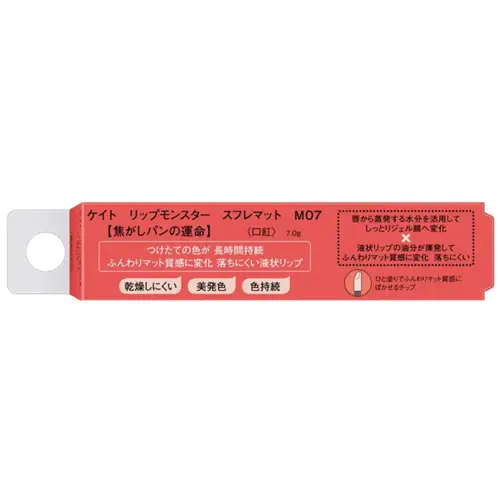 ケイト リップモンスター スフレマット M07
【焦がしパンの運命】 （口紅） 7.0g
つけたての色が 長時間持続
ふんわりマット質感に変化 落ちにくい液状リップ
乾燥しにくい 美発色 色持続
唇から蒸発する水分を活用して
しっとりジェル膜へ変化
×
液状リップの油分が揮発して
ふんわりマット質感に変化 落ちにくい
ひと塗りでふんわりマット質感に
ぼかせるチップ